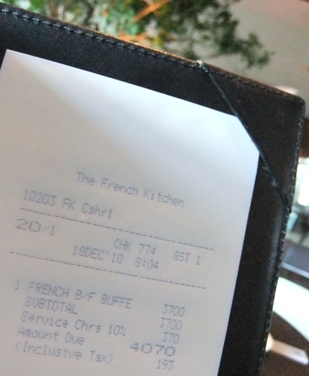 The French Kitchen
10203 FK Cshr1
20/1 CHK 774 GST 1
18DEC'10 8:04
1 FRENCH B/F BUFFE 3700
SUBTOTAL 3700
Service Chrs 10% 370
Amount Due 4070
(Inclusive Tax) 193